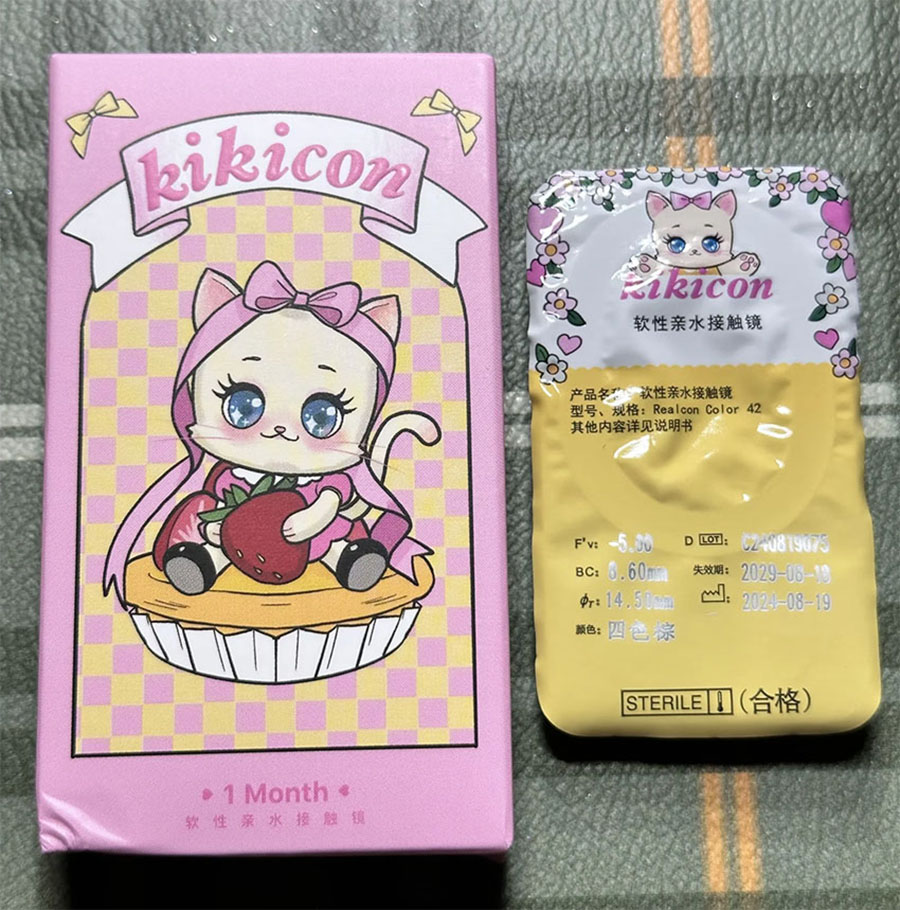 kikicon
1 Month
软性亲水接触镜
kikicon
软性亲水接触镜
产品名称: 软性亲水接触镜
型号、规格: Realcon Color 42
其他内容详见说明书
F'v: -5.00 D LOT: C240819075
BC: 8.60mm 失效期: 2029-08-18
φT: 14.50mm : 2024-08-19
颜色: 四色棕
STERILE (合格)